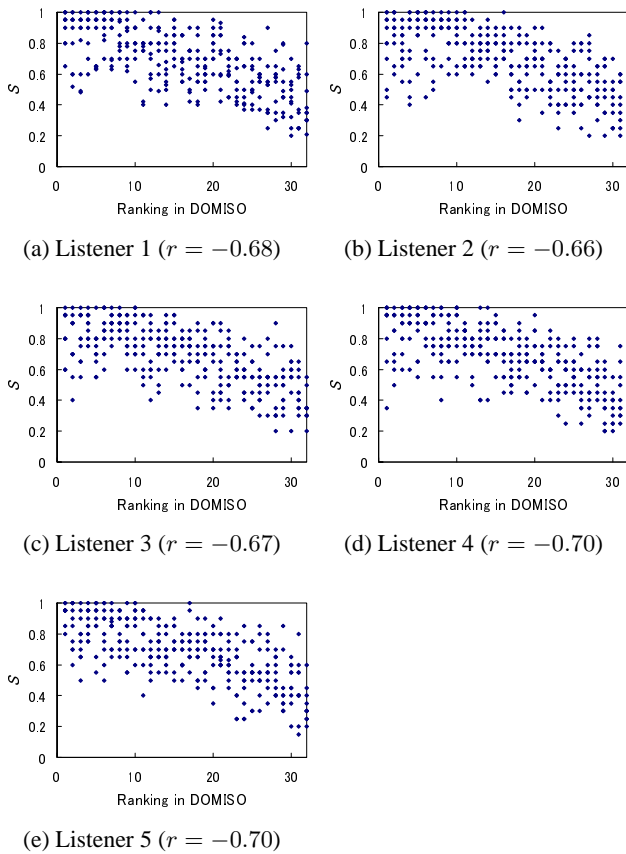 1
0.8
0.6
0.4
0.2
0
S
0 10 20 30
Ranking in DOMISO
(a) Listener 1 (r = −0.68)
1
0.8
0.6
0.4
0.2
0
S
0 10 20 30
Ranking in DOMISO
(b) Listener 2 (r = −0.66)
1
0.8
0.6
0.4
0.2
0
S
0 10 20 30
Ranking in DOMISO
(c) Listener 3 (r = −0.67)
1
0.8
0.6
0.4
0.2
0
S
0 10 20 30
Ranking in DOMISO
(d) Listener 4 (r = −0.70)
1
0.8
0.6
0.4
0.2
0
S
0 10 20 30
Ranking in DOMISO
(e) Listener 5 (r = −0.70)